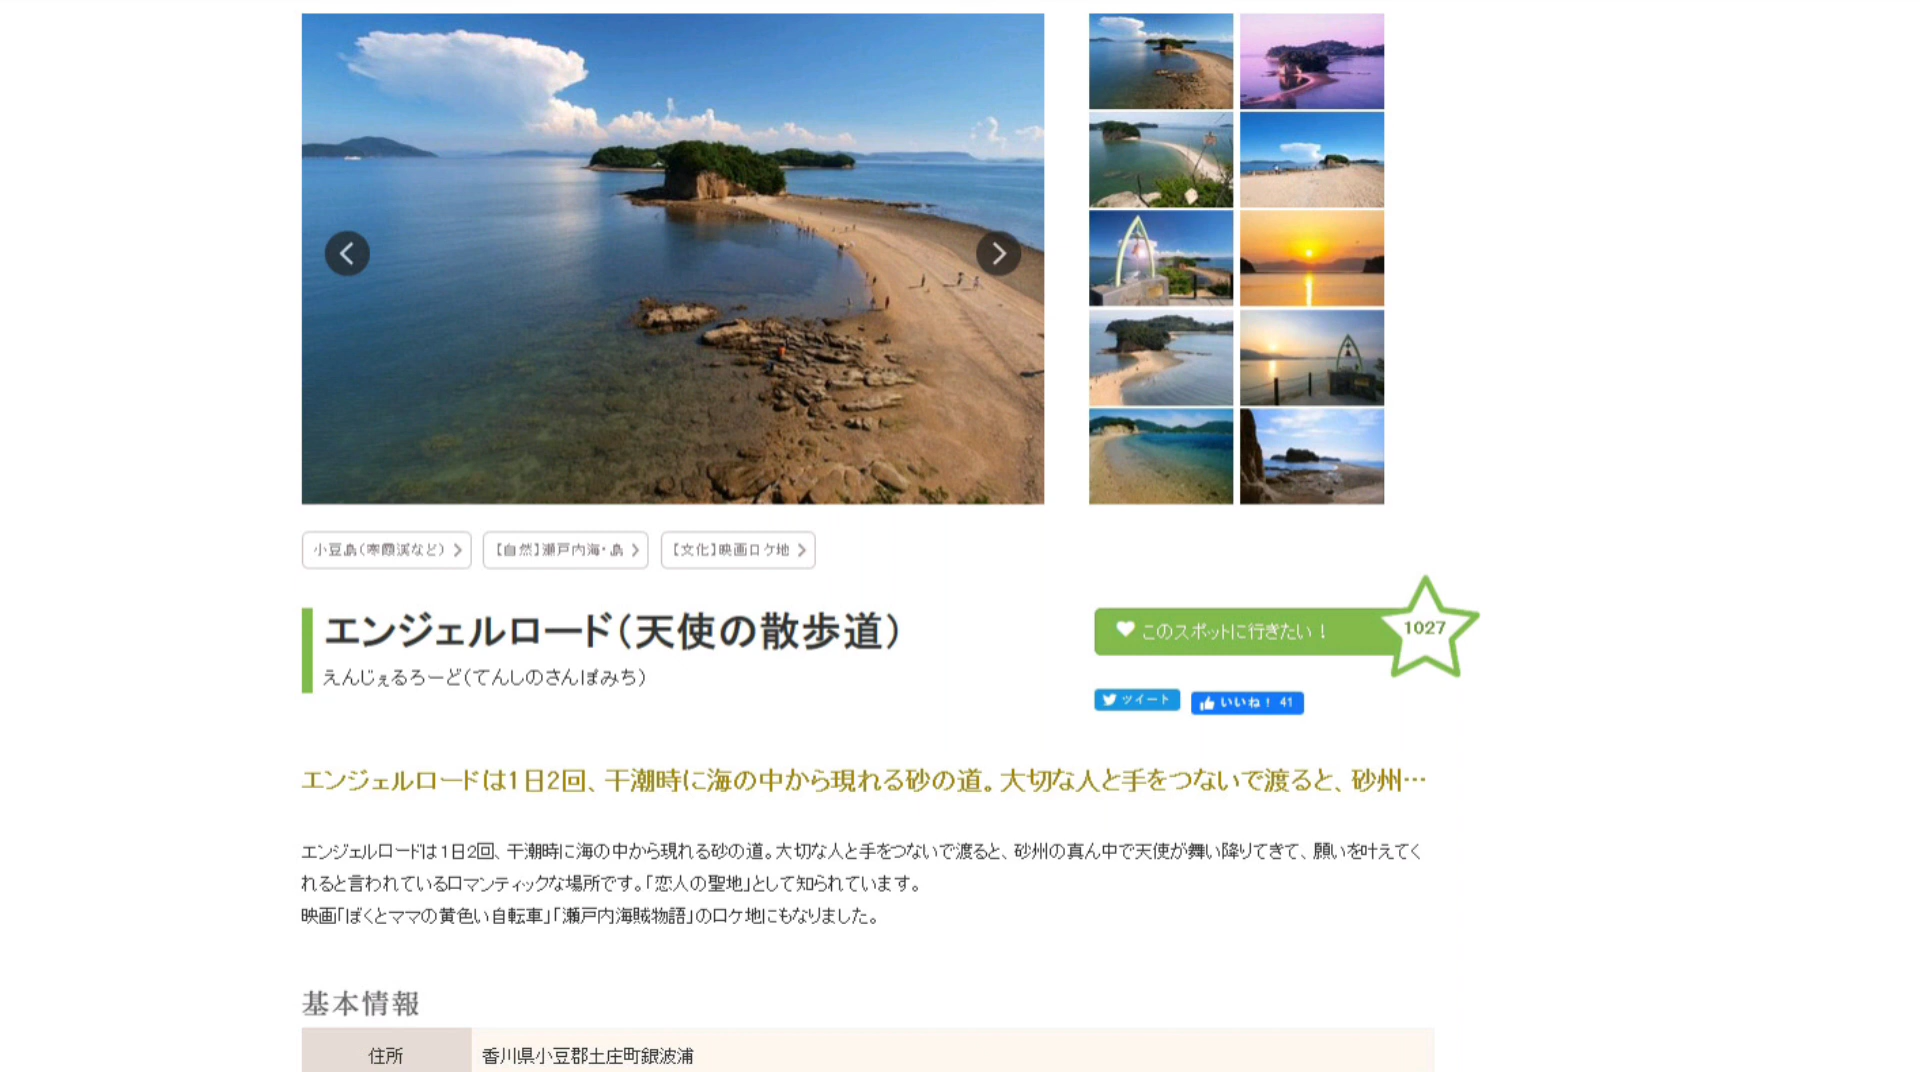 小豆島(寒霞渓など)
【自然】瀬戸内海・島
【文化】映画ロケ地
エンジェルロード(天使の散歩道)
えんじぇるろーど(てんしのさんぽみち)
このスポットに行きたい!
1027
ツイート
いいね! 41
エンジェルロードは1日2回、干潮時に海の中から現れる砂の道。大切な人と手をつないで渡ると、砂州…
エンジェルロードは1日2回、干潮時に海の中から現れる砂の道。大切な人と手をつないで渡ると、砂州の真ん中で天使が舞い降りてきて、願いを叶えてく
れると言われているロマンティックな場所です。「恋人の聖地」として知られています。
映画「ぼくとママの黄色い自転車」「瀬戸内海賊物語」のロケ地にもなりました。
基本情報
住所
香川県小豆郡土庄町銀波浦